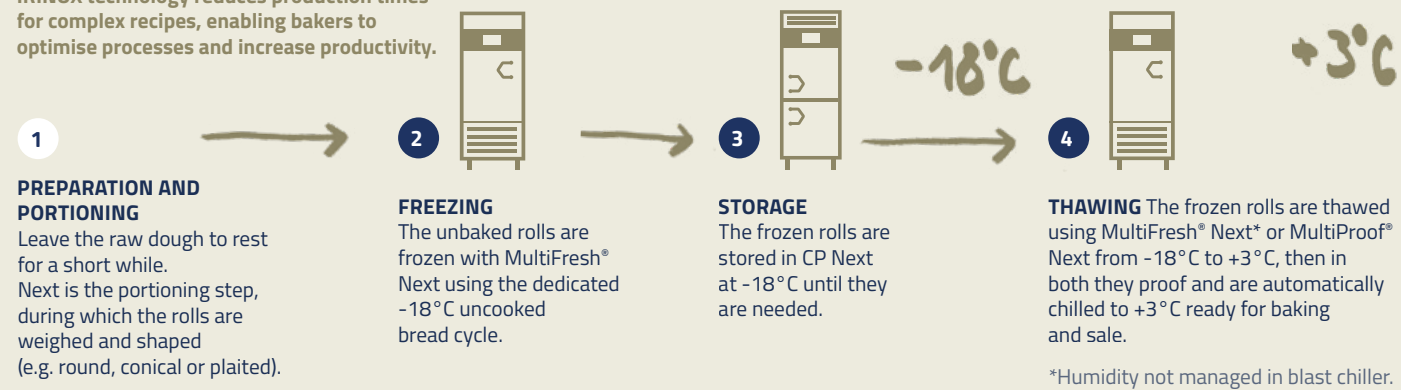 IRINOX technology reduces production times
for complex recipes, enabling bakers to
optimise processes and increase productivity.
-18°C
+3°C
1
2
3
4
PREPARATION AND
PORTIONING
Leave the raw dough to rest
for a short while.
Next is the portioning step,
during which the rolls are
weighed and shaped
(e.g. round, conical or plaited).
FREEZING
The unbaked rolls are
frozen with MultiFresh®
Next using the dedicated
-18°C uncooked
bread cycle.
STORAGE
The frozen rolls are
stored in CP Next
at -18°C until they
are needed.
THAWING The frozen rolls are thawed
using MultiFresh® Next* or MultiProof®
Next from -18°C to +3°C, then in
both they proof and are automatically
chilled to +3°C ready for baking
and sale.
*Humidity not managed in blast chiller.